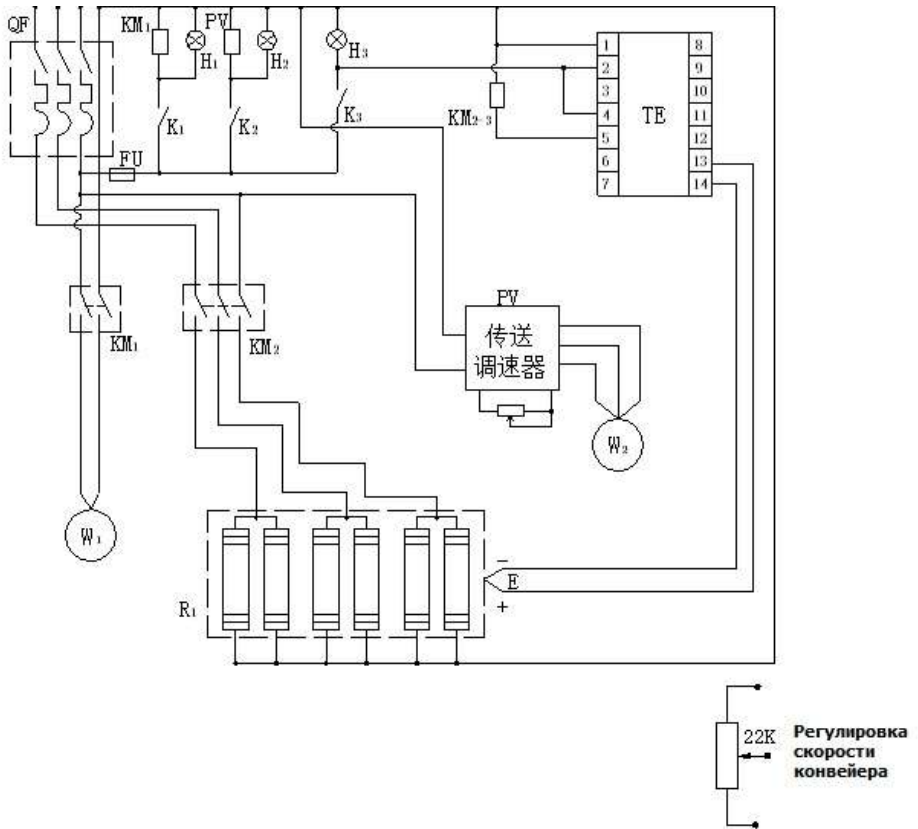 QF
KM₁
PV
H₁
H₂
H₃
K₁
K₂
K₃
FU
KM₂-₃
1
2
3
4
5
6
7
TE
8
9
10
11
12
13
14
KM₁
KM₂
PV
传送
调速器
W₂
W₁
R₁
−
E
+
22K
Регулировка
скорости
конвейера